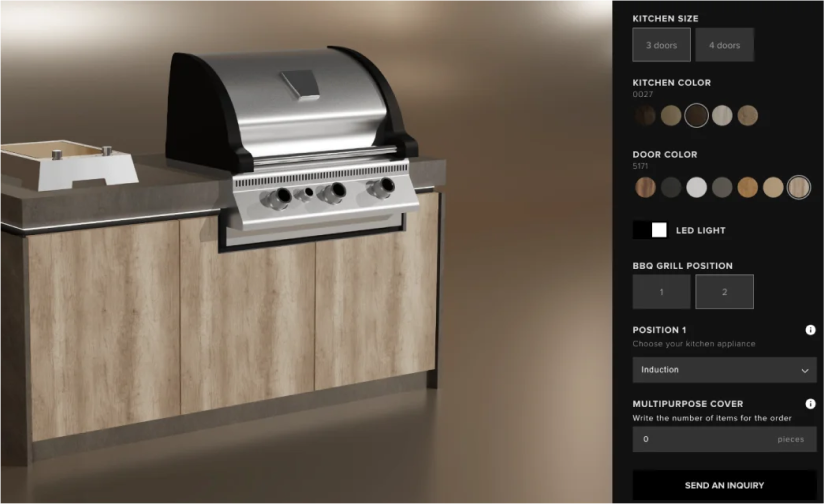 KITCHEN SIZE
3 doors
4 doors
KITCHEN COLOR
0027
DOOR COLOR
5171
LED LIGHT
BBQ GRILL POSITION
1
2
POSITION 1
Choose your kitchen appliance
Induction
MULTIPURPOSE COVER
Write the number of items for the order
0
pieces
SEND AN INQUIRY